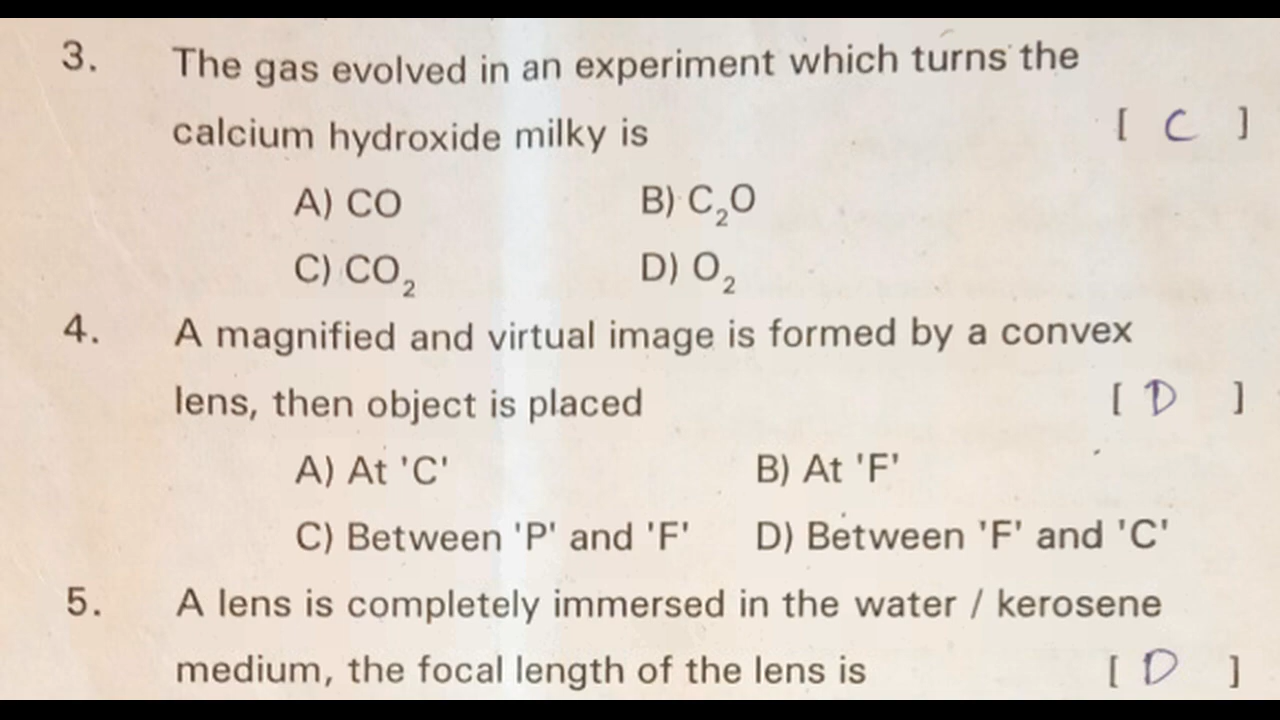 3. The gas evolved in an experiment which turns the
calcium hydroxide milky is [ C ]
A) CO B) C₂O
C) CO₂ D) O₂
4. A magnified and virtual image is formed by a convex
lens, then object is placed [ D ]
A) At 'C' B) At 'F'
C) Between 'P' and 'F' D) Between 'F' and 'C'
5. A lens is completely immersed in the water / kerosene
medium, the focal length of the lens is [ D ]